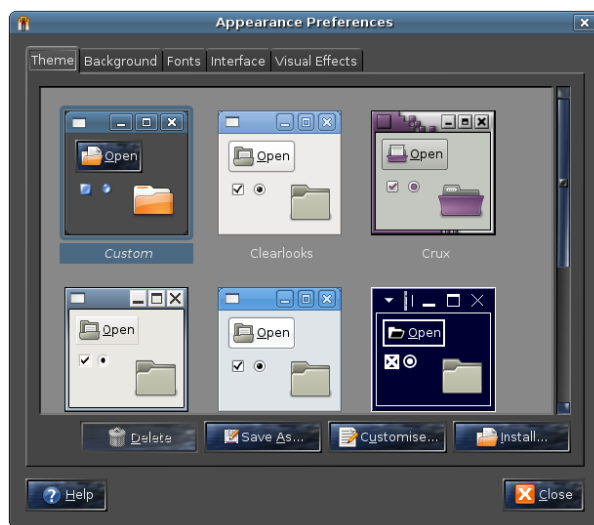 Appearance Preferences
Theme Background Fonts Interface Visual Effects
Open Open Open
Custom Clearlooks Crux
Open Open Open
Delete Save As... Customise... Install...
Help Close